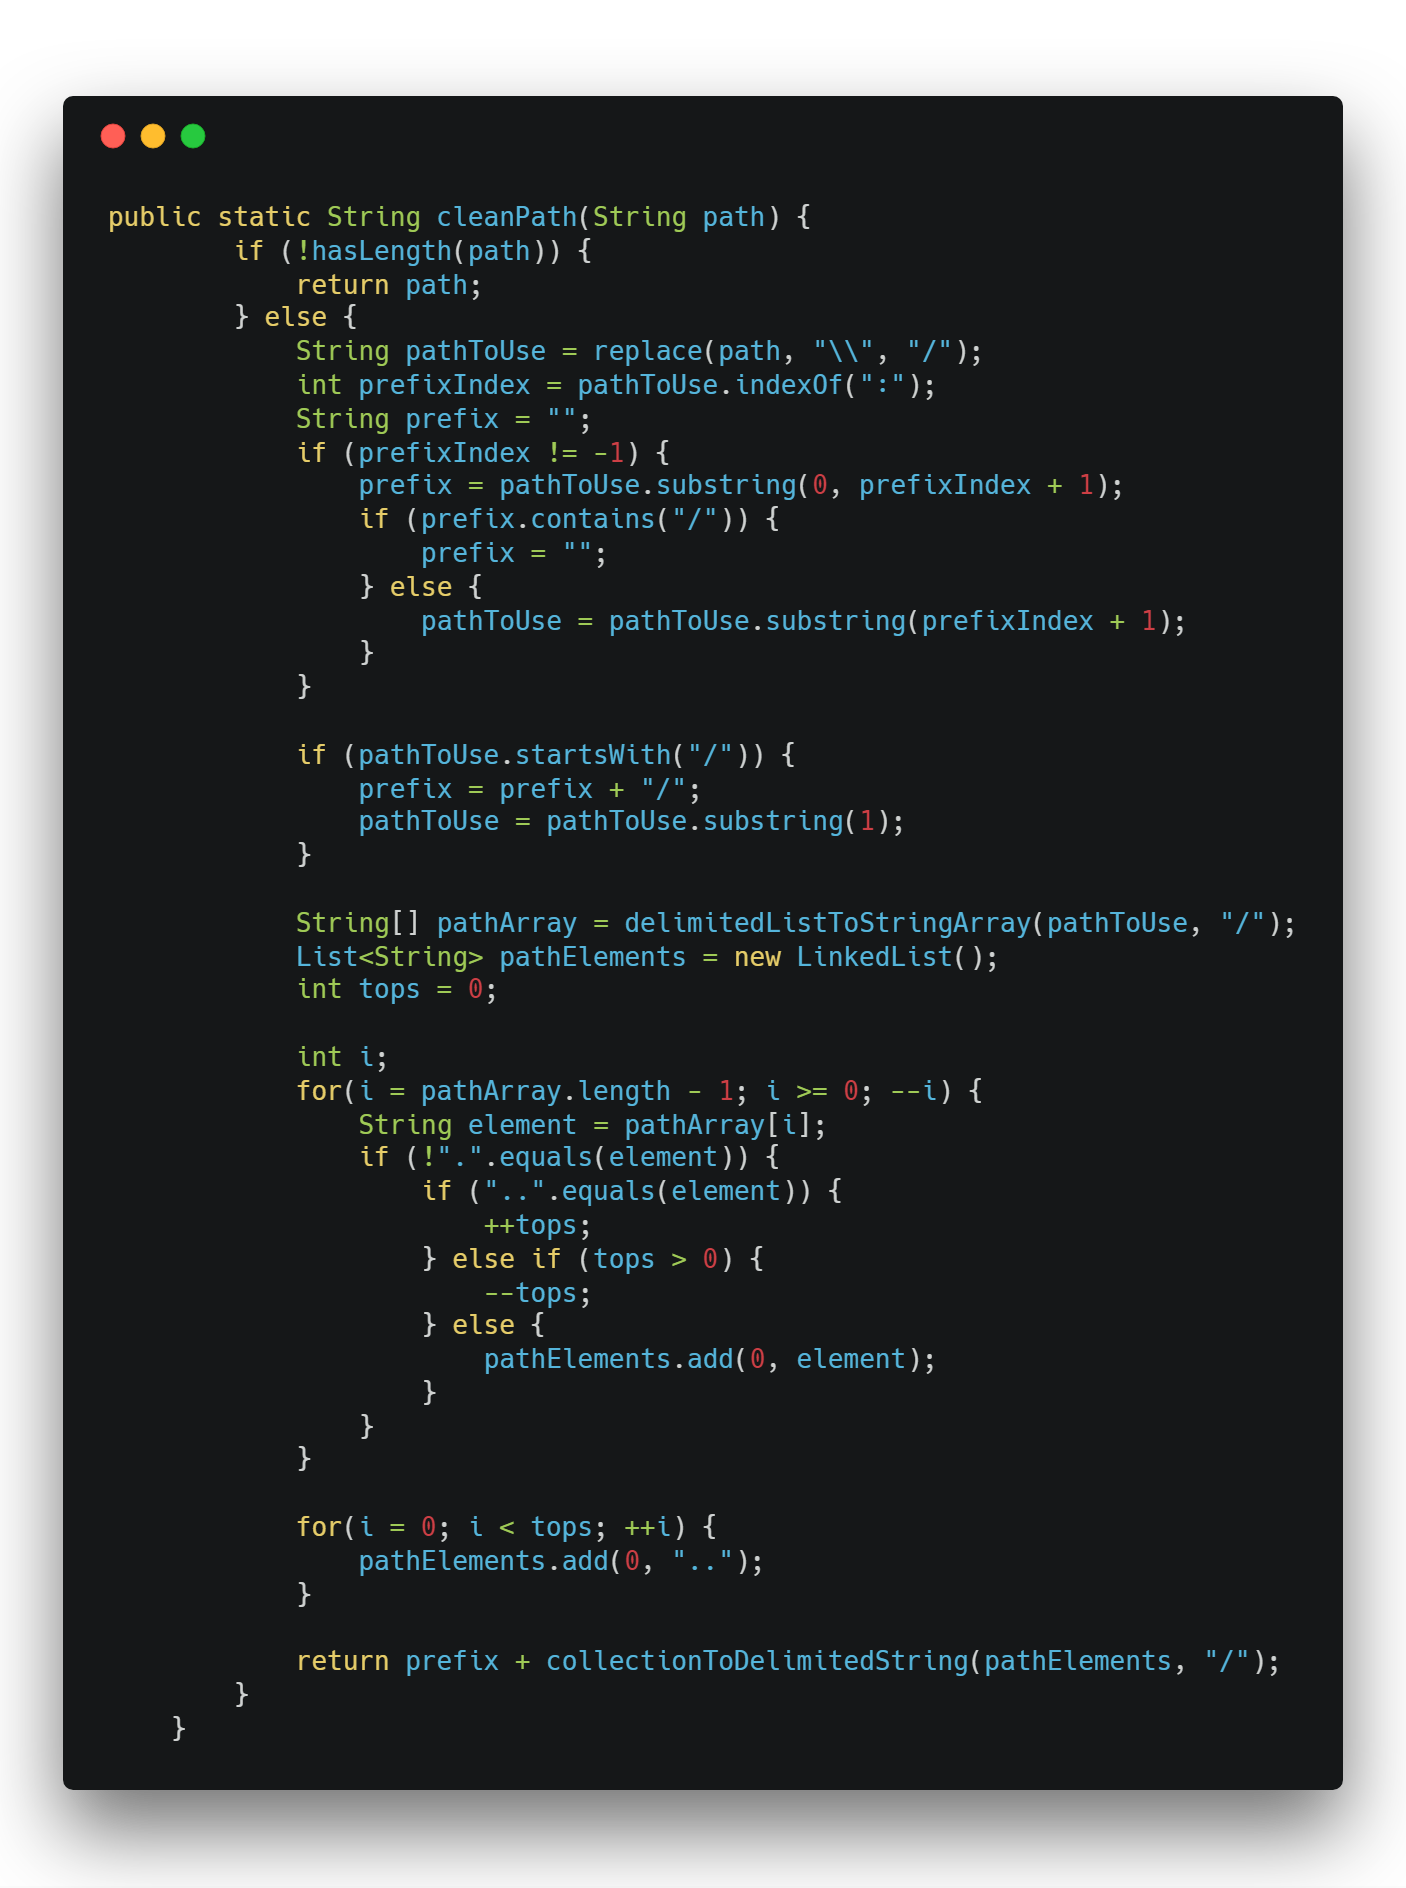 public static String cleanPath(String path) {
        if (!hasLength(path)) {
            return path;
        } else {
            String pathToUse = replace(path, "\\", "/");
            int prefixIndex = pathToUse.indexOf(":");
            String prefix = "";
            if (prefixIndex != -1) {
                prefix = pathToUse.substring(0, prefixIndex + 1);
                if (prefix.contains("/")) {
                    prefix = "";
                } else {
                    pathToUse = pathToUse.substring(prefixIndex + 1);
                }
            }

            if (pathToUse.startsWith("/")) {
                prefix = prefix + "/";
                pathToUse = pathToUse.substring(1);
            }

            String[] pathArray = delimitedListToStringArray(pathToUse, "/");
            List<String> pathElements = new LinkedList();
            int tops = 0;

            int i;
            for(i = pathArray.length - 1; i >= 0; --i) {
                String element = pathArray[i];
                if (!".".equals(element)) {
                    if ("..".equals(element)) {
                        ++tops;
                    } else if (tops > 0) {
                        --tops;
                    } else {
                        pathElements.add(0, element);
                    }
                }
            }

            for(i = 0; i < tops; ++i) {
                pathElements.add(0, "..");
            }

            return prefix + collectionToDelimitedString(pathElements, "/");
        }
    }